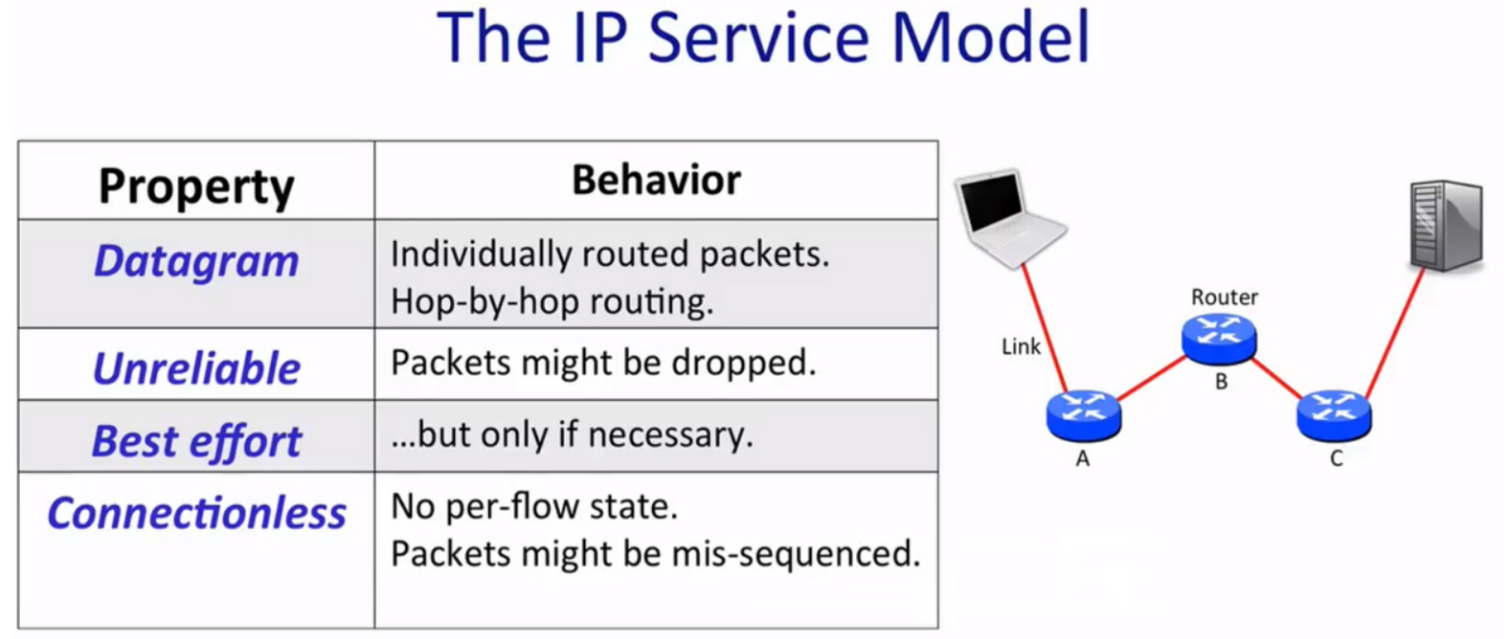 The IP Service Model
Property
Behavior
Datagram
Individually routed packets.
Hop-by-hop routing.
Unreliable
Packets might be dropped.
Best effort
...but only if necessary.
Connectionless
No per-flow state.
Packets might be mis-sequenced.
Link
Router
B
A
C